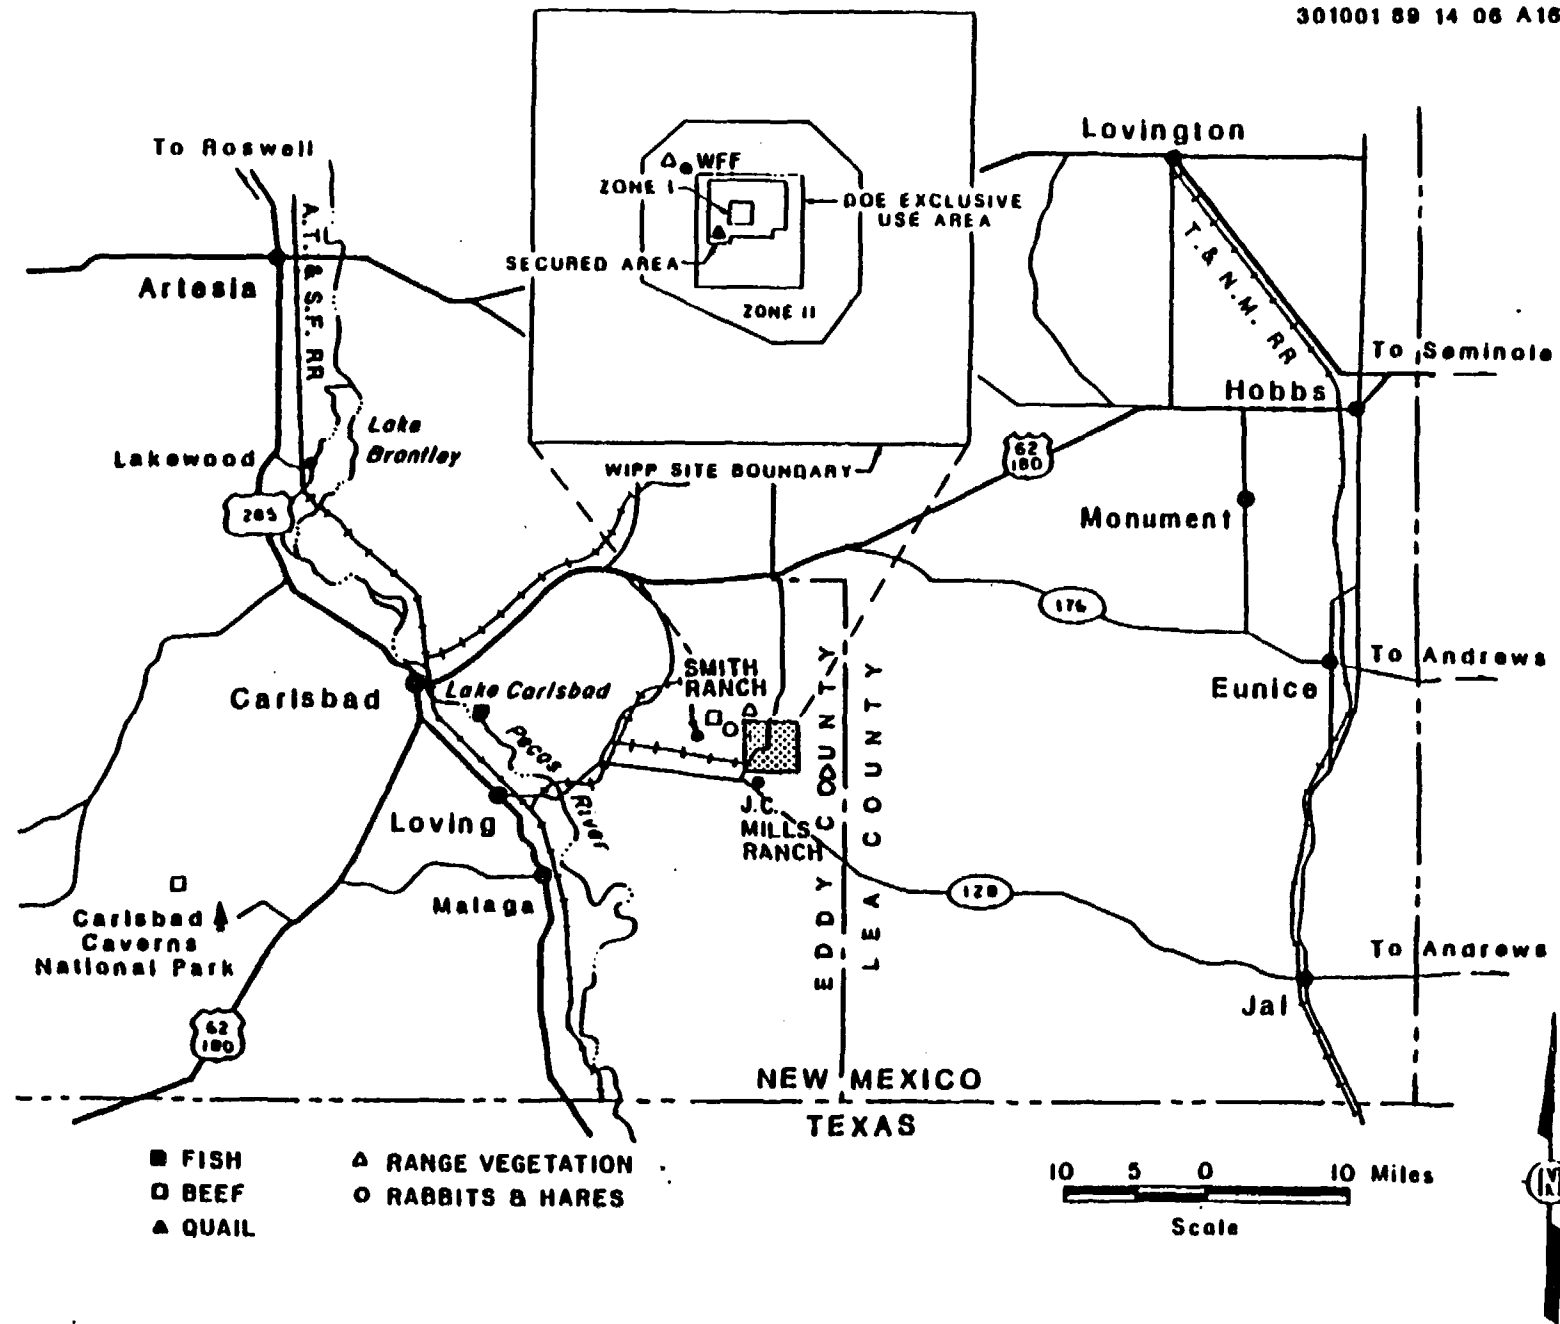 301001 89 14 06 A16
To Roswell
Lovington
WFF
ZONE I
DOE EXCLUSIVE
USE AREA
A.T. & S.F. RR
T. & N.M. RR
SECURED AREA
Artesia
ZONE II
To Seminole
Hobbs
Lake
Brantley
Lakewood
WIPP SITE BOUNDARY
62
180
285
Monument
176
To Andrews
SMITH
RANCH
Eunice
Carlsbad
Lake Carlsbad
Pecos
River
J.C.
MILLS
RANCH
EDDY COUNTY
LEA COUNTY
Loving
128
Malaga
Carlsbad
Caverns
National Park
To Andrews
Jal
62
180
NEW MEXICO
TEXAS
FISH
RANGE VEGETATION
BEEF
RABBITS & HARES
QUAIL
10 5 0 10 Miles
Scale